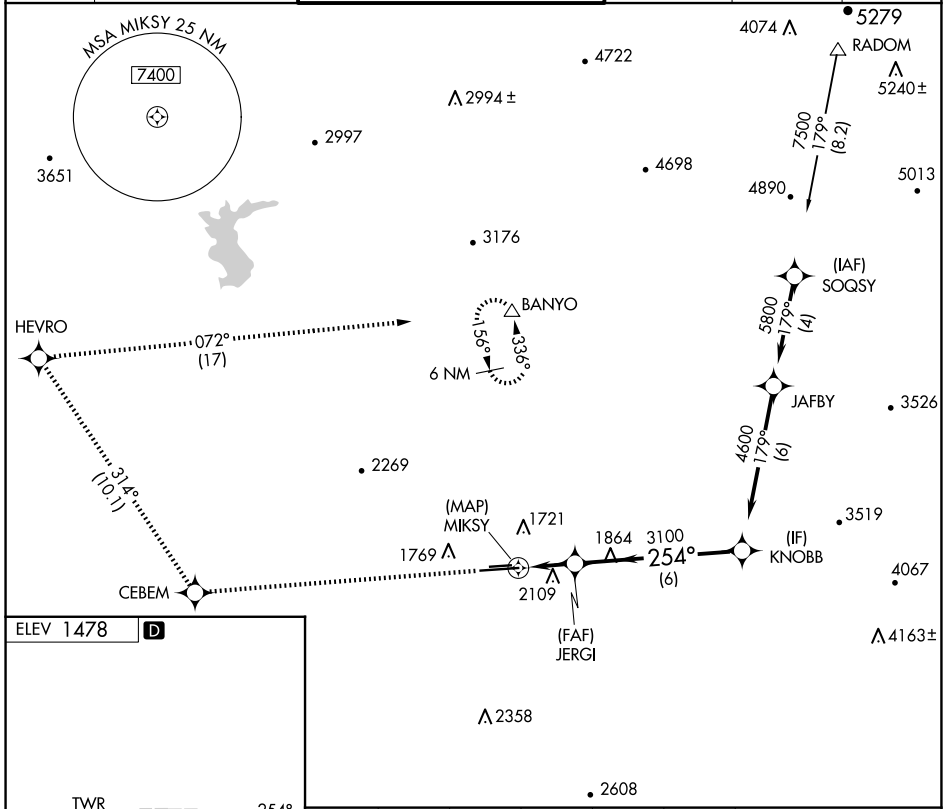 MSA MIKSY 25 NM
7400
4074
5279
RADOM
4722
5240±
2994±
7500
179°
(8.2)
2997
3651
4698
4890
5013
3176
(IAF)
SOQSY
5800
179°
(4)
BANYO
HEVRO
072°
(17)
156°
336°
6 NM
JAFBY
3526
4600
179°
(6)
2269
314°
(10.1)
(MAP)
MIKSY
1721
3519
1769
1864
3100
254°
(6)
(IF)
KNOBB
4067
CEBEM
2109
(FAF)
JERGI
ELEV 1478
D
4163±
2358
2608
TWR
254°